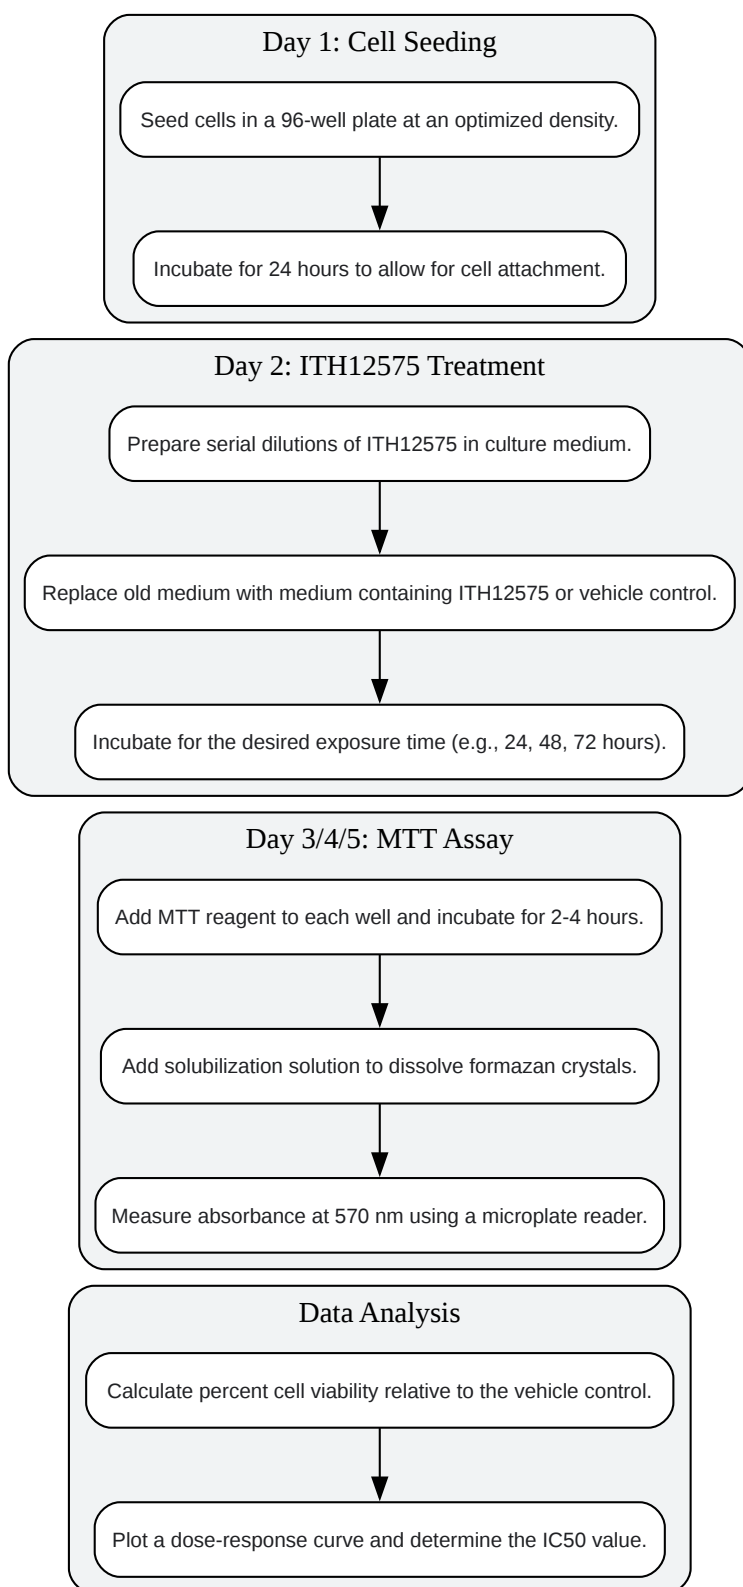 Day 1: Cell Seeding
Seed cells in a 96-well plate at an optimized density.
Incubate for 24 hours to allow for cell attachment.
Day 2: ITH12575 Treatment
Prepare serial dilutions of ITH12575 in culture medium.
Replace old medium with medium containing ITH12575 or vehicle control.
Incubate for the desired exposure time (e.g., 24, 48, 72 hours).
Day 3/4/5: MTT Assay
Add MTT reagent to each well and incubate for 2-4 hours.
Add solubilization solution to dissolve formazan crystals.
Measure absorbance at 570 nm using a microplate reader.
Data Analysis
Calculate percent cell viability relative to the vehicle control.
Plot a dose-response curve and determine the IC50 value.